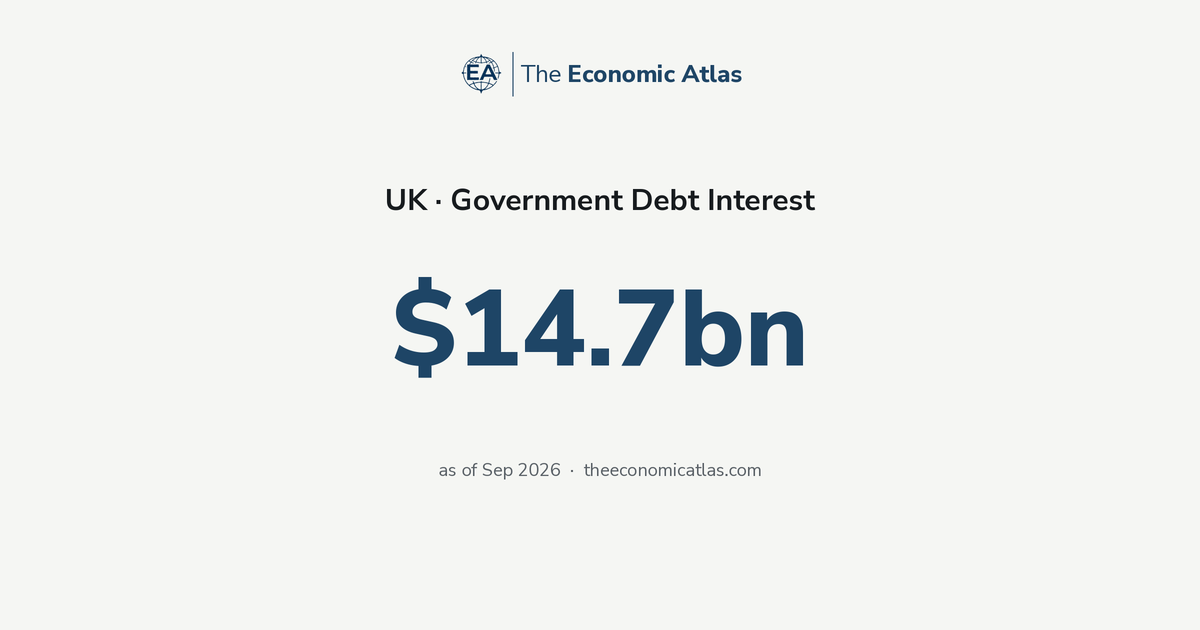 EA The Economic Atlas
UK · Government Debt Interest
$14.7bn
as of Sep 2026 · theeconomicatlas.com